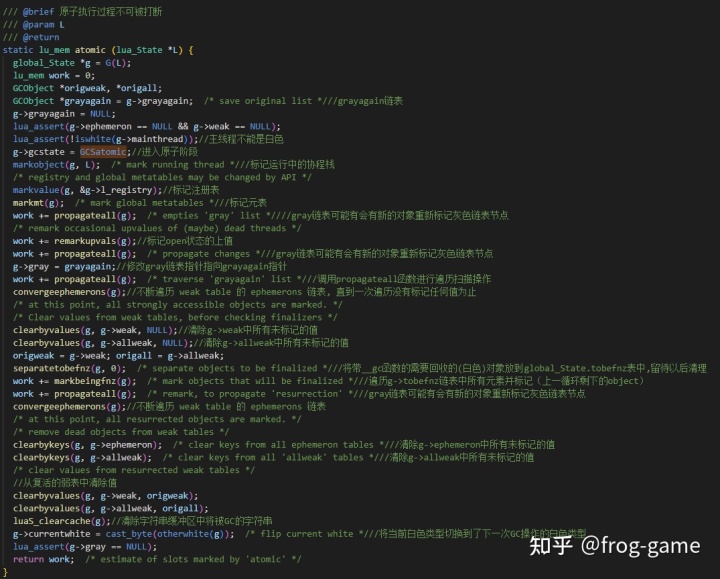 /// @brief 原子执行过程不可被打断
/// @param L
/// @return
static lu_mem atomic (lua_State *L) {
  global_State *g = G(L);
  lu_mem work = 0;
  GCObject *origweak, *origall;
  GCObject *grayagain = g->grayagain;  /* save original list *///grayagain链表
  g->grayagain = NULL;
  lua_assert(g->ephemeron == NULL && g->weak == NULL);
  lua_assert(!iswhite(g->mainthread));//主线程不能是白色
  g->gcstate = GCSatomic;//进入原子阶段
  markobject(g, L);  /* mark running thread *///标记运行中的协程栈
  /* registry and global metatables may be changed by API */
  markvalue(g, &g->l_registry);//标记注册表
  markmt(g);  /* mark global metatables *///标记元表
  work += propagateall(g);  /* empties 'gray' list *////gray链表可能有会有新的对象重新标记灰色链表节点
  /* remark occasional upvalues of (maybe) dead threads */
  work += remarkupvals(g);//标记open状态的上值
  work += propagateall(g);  /* propagate changes *///gray链表可能有会有新的对象重新标记灰色链表节点
  g->gray = grayagain;//修改gray链表指针指向grayagain指针
  work += propagateall(g);  /* traverse 'grayagain' list *///调用propagateall函数进行遍历扫描操作
  convergeephemerons(g);//不断遍历 weak table 的 ephemerons 链表, 直到一次遍历没有标记任何值为止
  /* at this point, all strongly accessible objects are marked. */
  /* Clear values from weak tables, before checking finalizers */
  clearbyvalues(g, g->weak, NULL);//清除g->weak中所有未标记的值
  clearbyvalues(g, g->allweak, NULL);//清除g->allweak中所有未标记的值
  origweak = g->weak; origall = g->allweak;
  separatetobefnz(g, 0);  /* separate objects to be finalized *///将带__gc函数的需要回收的(白色)对象放到global_State.tobefnz表中,留待以后清理
  work += markbeingfnz(g);  /* mark objects that will be finalized *///遍历g->tobefnz链表中所有元素并标记（上一循环剩下的object）
  work += propagateall(g);  /* remark, to propagate 'resurrection' *///gray链表可能有会有新的对象重新标记灰色链表节点
  convergeephemerons(g);//不断遍历 weak table 的 ephemerons 链表
  /* at this point, all resurrected objects are marked. */
  /* remove dead objects from weak tables */
  clearbykeys(g, g->ephemeron);  /* clear keys from all ephemeron tables *///清除g->ephemeron中所有未标记的值
  clearbykeys(g, g->allweak);  /* clear keys from all 'allweak' tables *///清除g->allweak中所有未标记的值
  /* clear values from resurrected weak tables */
  //从复活的弱表中清除值
  clearbyvalues(g, g->weak, origweak);
  clearbyvalues(g, g->allweak, origall);
  luaS_clearcache(g);//清除字符串缓冲区中将被GC的字符串
  g->currentwhite = cast_byte(otherwhite(g));  /* flip current white *///将当前白色类型切换到了下一次GC操作的白色类型
  lua_assert(g->gray == NULL);
  return work;  /* estimate of slots marked by 'atomic' */
}
知乎 @frog-game